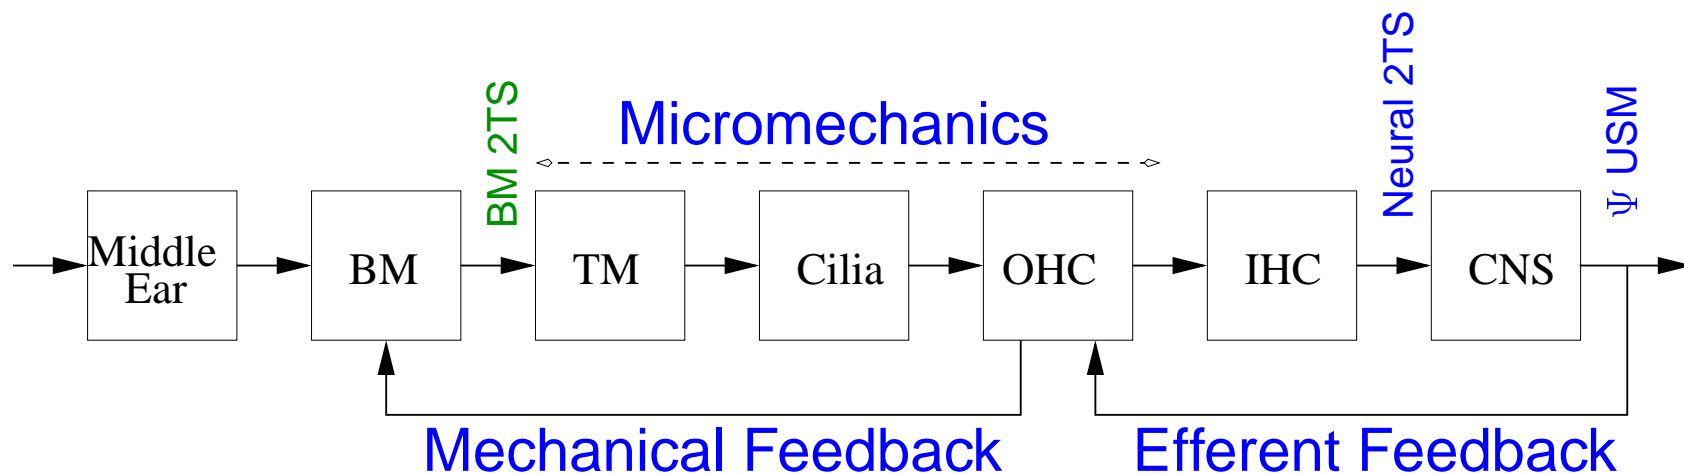 BM 2TS
Micromechanics
Neural 2TS
Ψ USM
Middle
Ear
BM
TM
Cilia
OHC
IHC
CNS
Mechanical Feedback
Efferent Feedback